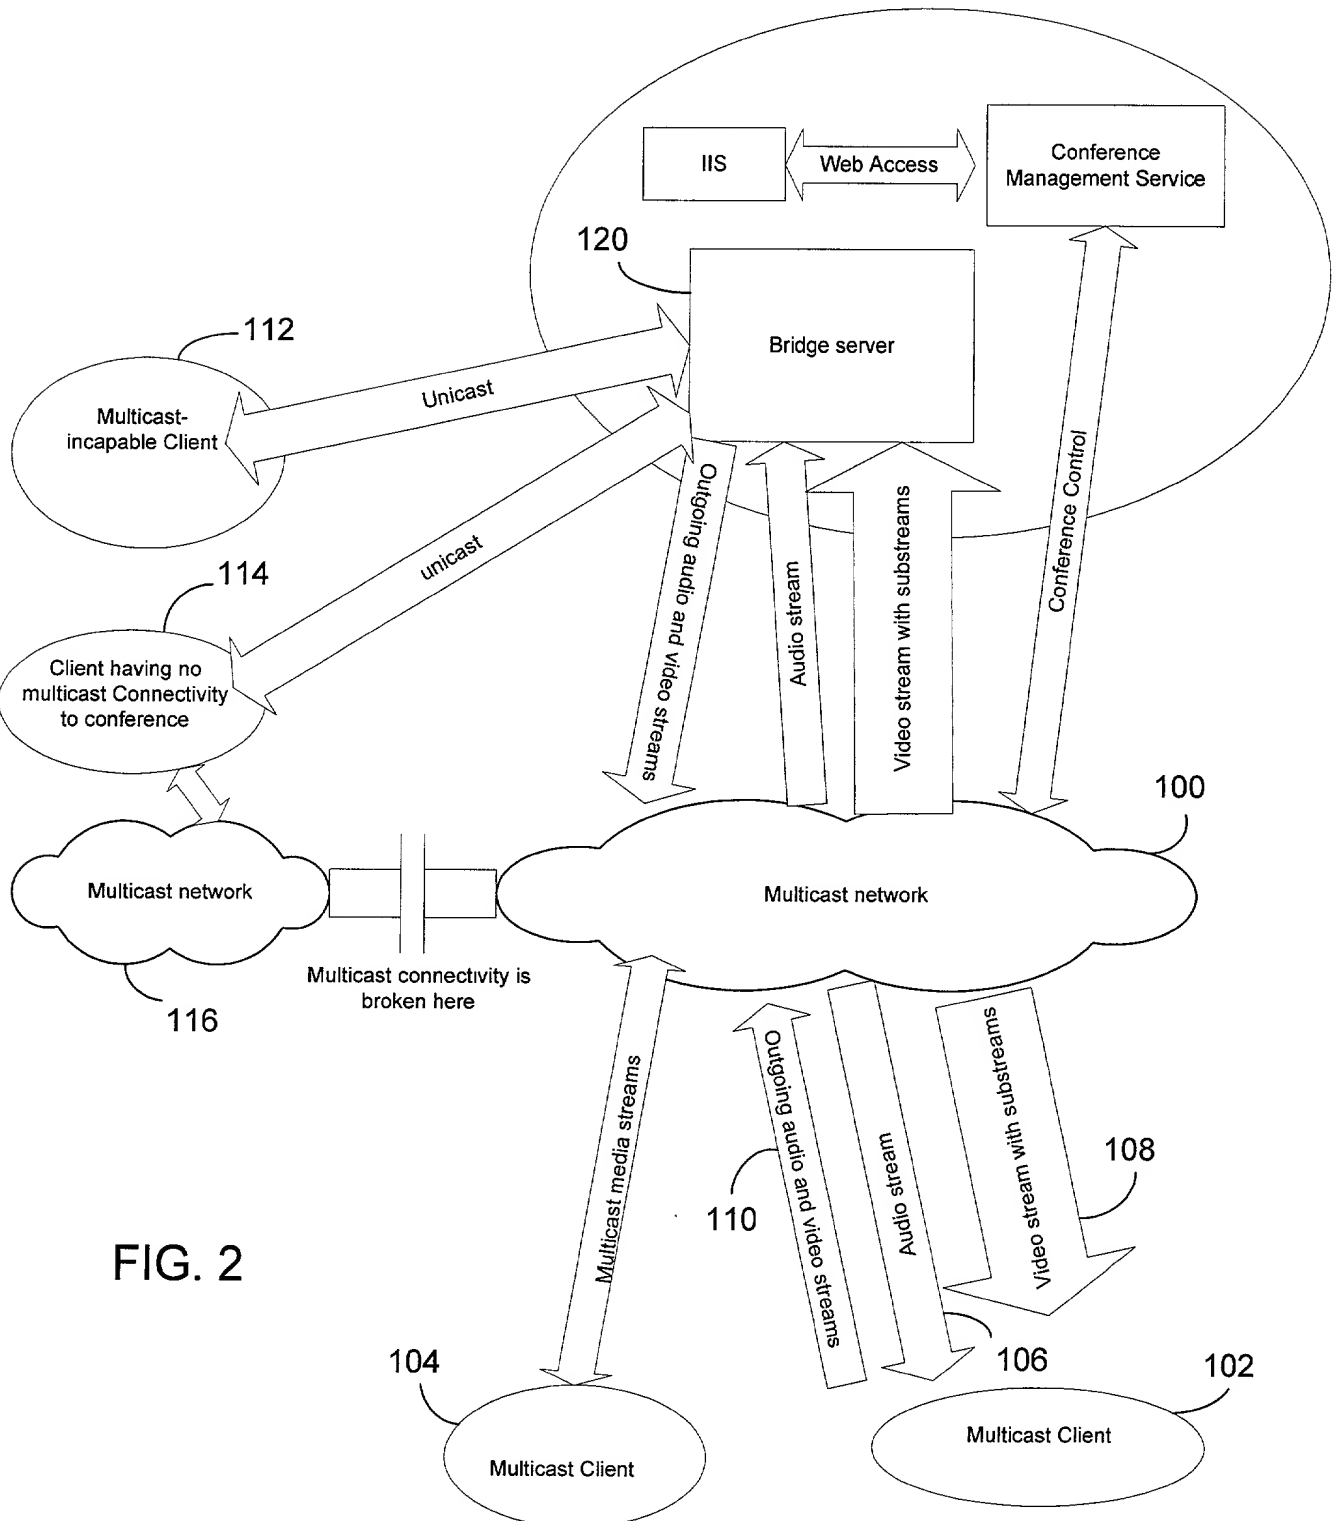 IIS
Web Access
Conference
Management Service
120
Bridge server
112
Multicast-
incapable Client
Unicast
unicast
114
Client having no
multicast Connectivity
to conference
Outgoing audio and video streams
Audio stream
Video stream with substreams
Conference Control
100
Multicast network
Multicast network
Multicast connectivity is
broken here
116
Multicast media streams
Outgoing audio and video streams
110
Audio stream
Video stream with substreams
108
FIG. 2
104
106
102
Multicast Client
Multicast Client